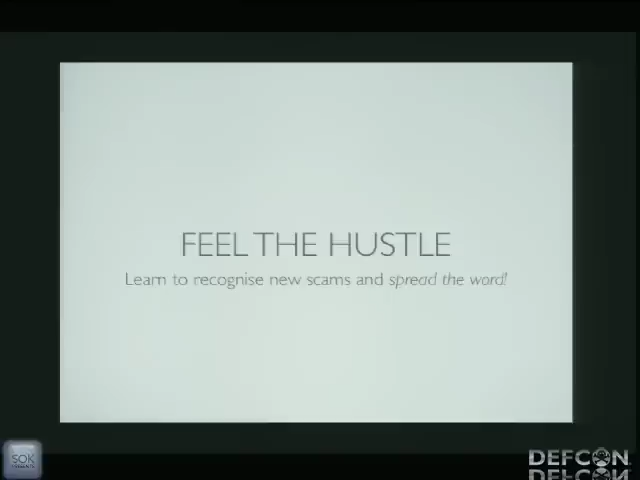 FEEL THE HUSTLE
Learn to recognise new scams and spread the word!
SOK
DEFCON